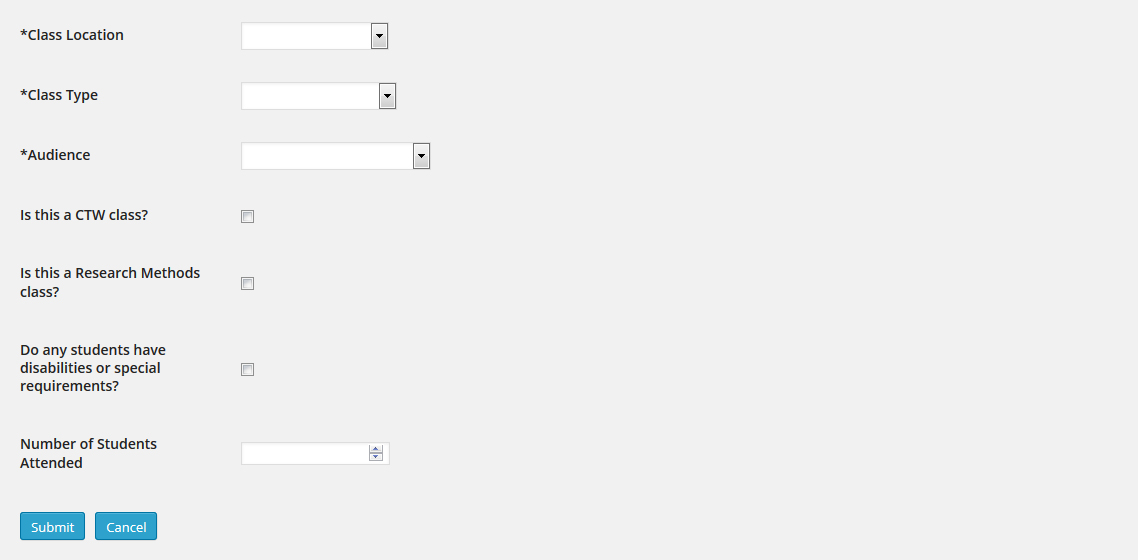 *Class Location
*Class Type
*Audience
Is this a CTW class?
Is this a Research Methods
class?
Do any students have
disabilities or special
requirements?
Number of Students
Attended
Submit Cancel